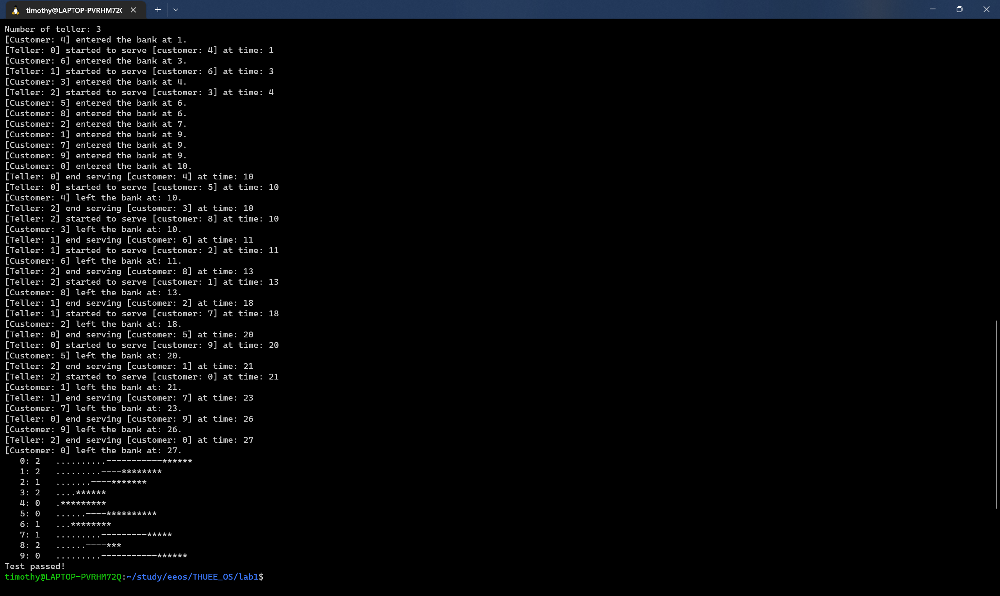 timothy@LAPTOP-PVRHM72
Number of teller: 3
[Customer: 4] entered the bank at 1.
[Teller: 0] started to serve [customer: 4] at time: 1
[Customer: 6] entered the bank at 3.
[Teller: 1] started to serve [customer: 6] at time: 3
[Customer: 3] entered the bank at 4.
[Teller: 2] started to serve [customer: 3] at time: 4
[Customer: 5] entered the bank at 6.
[Customer: 8] entered the bank at 6.
[Customer: 2] entered the bank at 7.
[Customer: 1] entered the bank at 9.
[Customer: 7] entered the bank at 9.
[Customer: 9] entered the bank at 9.
[Customer: 0] entered the bank at 10.
[Teller: 0] end serving [customer: 4] at time: 10
[Teller: 0] started to serve [customer: 5] at time: 10
[Customer: 4] left the bank at: 10.
[Teller: 2] end serving [customer: 3] at time: 10
[Teller: 2] started to serve [customer: 8] at time: 10
[Customer: 3] left the bank at: 10.
[Teller: 1] end serving [customer: 6] at time: 11
[Teller: 1] started to serve [customer: 2] at time: 11
[Customer: 6] left the bank at: 11.
[Teller: 2] end serving [customer: 8] at time: 13
[Teller: 2] started to serve [customer: 1] at time: 13
[Customer: 8] left the bank at: 13.
[Teller: 1] end serving [customer: 2] at time: 18
[Teller: 1] started to serve [customer: 7] at time: 18
[Customer: 2] left the bank at: 18.
[Teller: 0] end serving [customer: 5] at time: 20
[Teller: 0] started to serve [customer: 9] at time: 20
[Customer: 5] left the bank at: 20.
[Teller: 2] end serving [customer: 1] at time: 21
[Teller: 2] started to serve [customer: 0] at time: 21
[Customer: 1] left the bank at: 21.
[Teller: 1] end serving [customer: 7] at time: 23
[Customer: 7] left the bank at: 23.
[Teller: 0] end serving [customer: 9] at time: 26
[Customer: 9] left the bank at: 26.
[Teller: 2] end serving [customer: 0] at time: 27
[Customer: 0] left the bank at: 27.
0: 2 ..........-----------******
1: 2 .........----********
2: 1 .......----*******
3: 2 ....******
4: 0 .*********
5: 0 ......----**********
6: 1 ...********
7: 1 .........---------*****
8: 2 ......----***
9: 0 .........-----------******
Test passed!
timothy@LAPTOP-PVRHM72Q:~/study/eeos/THUEE_OS/lab1$